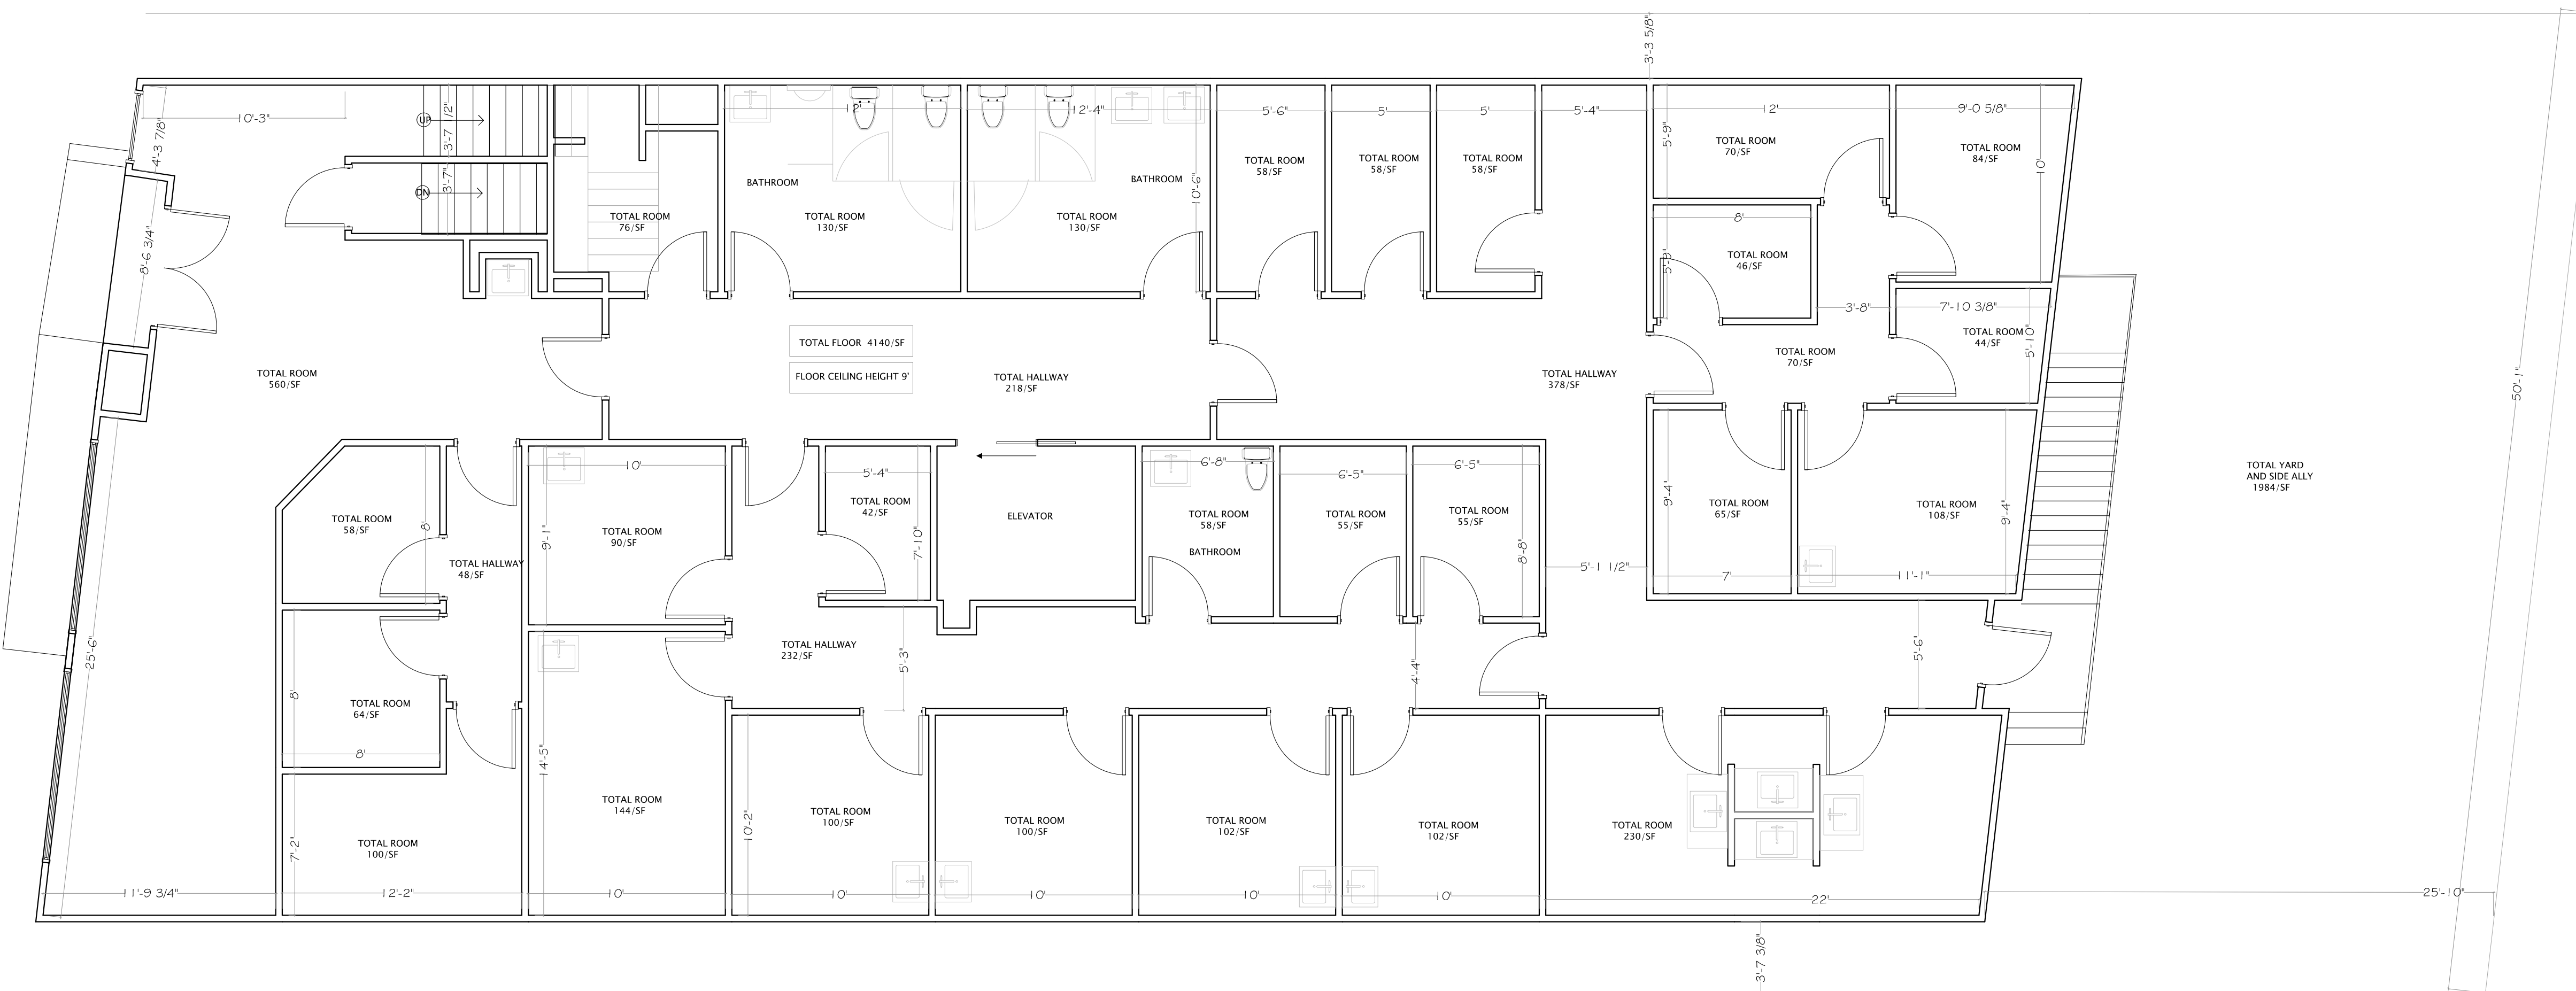 3'-3 5/8"
10'-3"
4'-3 7/8"
UP
3'-7 1/2"
DN
3'-7"
8'-6 3/4"
TOTAL ROOM
76/SF
12'
BATHROOM
TOTAL ROOM
130/SF
12'-4"
BATHROOM
10'-6"
TOTAL ROOM
130/SF
5'-6"
TOTAL ROOM
58/SF
5'
TOTAL ROOM
58/SF
5'
TOTAL ROOM
58/SF
5'-4"
5'-9"
12'
TOTAL ROOM
70/SF
9'-0 5/8"
TOTAL ROOM
84/SF
10'
8'
5'-9"
TOTAL ROOM
46/SF
3'-8"
7'-10 3/8"
TOTAL ROOM
44/SF
5'-10"
TOTAL ROOM
70/SF
TOTAL ROOM
560/SF
TOTAL FLOOR 4140/SF
FLOOR CEILING HEIGHT 9'
TOTAL HALLWAY
218/SF
TOTAL HALLWAY
378/SF
50'-1"
TOTAL YARD
AND SIDE ALLY
1984/SF
25'-6"
TOTAL ROOM
58/SF
8'
TOTAL HALLWAY
48/SF
10'
9'-1"
TOTAL ROOM
90/SF
5'-4"
TOTAL ROOM
42/SF
7'-10"
ELEVATOR
6'-8"
TOTAL ROOM
58/SF
BATHROOM
6'-5"
TOTAL ROOM
55/SF
6'-5"
TOTAL ROOM
55/SF
8'-8"
5'-1 1/2"
9'-4"
TOTAL ROOM
65/SF
7'
TOTAL ROOM
108/SF
9'-4"
11'-1"
8'
TOTAL ROOM
64/SF
8'
TOTAL HALLWAY
232/SF
5'-3"
4'-4"
5'-6"
7'-2"
TOTAL ROOM
100/SF
14'-5"
TOTAL ROOM
144/SF
10'-2"
TOTAL ROOM
100/SF
TOTAL ROOM
100/SF
TOTAL ROOM
102/SF
TOTAL ROOM
102/SF
TOTAL ROOM
230/SF
11'-9 3/4"
12'-2"
10'
10'
10'
10'
10'
22'
25'-10"
3'-7 3/8"